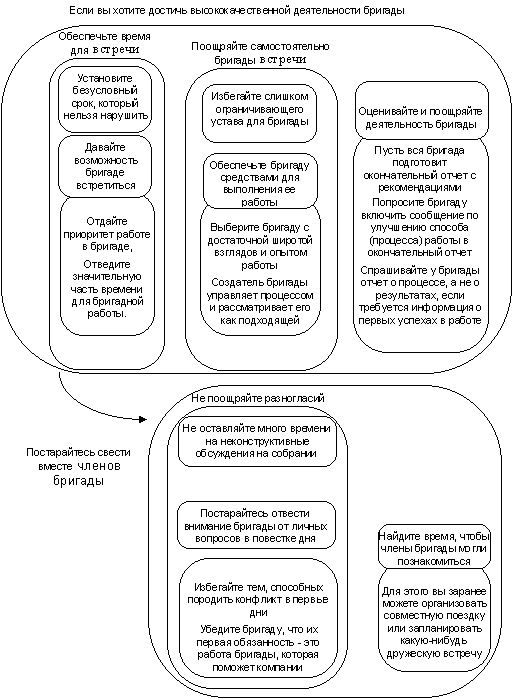 Если вы хотите достичь высококачественной деятельности бригады
Обеспечьте время
для встречи
Установите
безусловный
срок, который
нельзя нарушить
Давайте
возможность
бригаде
встретиться
Отдайте
приоритет работе
в бригаде,
Отведите
значительную
часть времени
для бригадной
работы.
Поощряйте самостоятельно
бригады встречи
Избегайте слишком
ограничивающего
устава для бригады
Обеспечьте бригаду
средствами для
выполнения ее
работы
Выберите бригаду с
достаточной широтой
взглядов и опытом
работы
Создатель бригады
управляет процессом
и рассматривает его
как подходящей
Оценивайте и поощряйте
деятельность бригады
Пусть вся бригада
подготовит
окончательный отчет с
рекомендациями
Попросите бригаду
включить сообщение по
улучшению способа
(процесса) работы в
окончательный отчет
Спрашивайте у бригады
отчет о процессе, а не о
результатах, если
требуется информация о
первых успехах в работе
Постарайтесь свести
вместе членов
бригады
Не поощряйте разногласий
Не оставляйте много времени
на неконструктивные
обсуждения на собрании
Постарайтесь отвести
внимание бригады от личных
вопросов в повестке дня
Избегайте тем, способных
породить конфликт в первые
дни
Убедите бригаду, что их
первая обязанность - это
работа бригады, которая
поможет компании
Найдите время, чтобы
члены бригады могли
познакомиться
Для этого вы заранее
можете организовать
совместную поездку
или запланировать
какую-нибудь
дружескую встречу